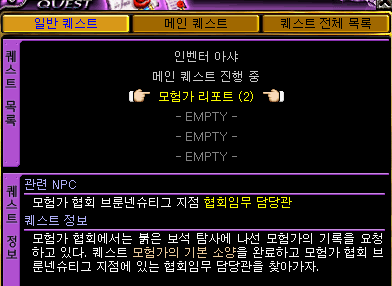 QUEST
일반 퀘스트
메인 퀘스트
퀘스트 전체 목록
퀘스트 목록
인벤터 아샤
메인 퀘스트 진행 중
모험가 리포트 (2)
- EMPTY -
- EMPTY -
- EMPTY -
퀘스트 정보
관련 NPC
모험가 협회 브룬넨슈티그 지점 협회임무 담당관
퀘스트 정보
모험가 협회에서는 붉은 보석 탐사에 나선 모험가의 기록을 요청
하고 있다. 퀘스트 모험가의 기본 소양을 완료하고 모험가 협회 브
룬넨슈티그 지점에 있는 협회임무 담당관을 찾아가자.